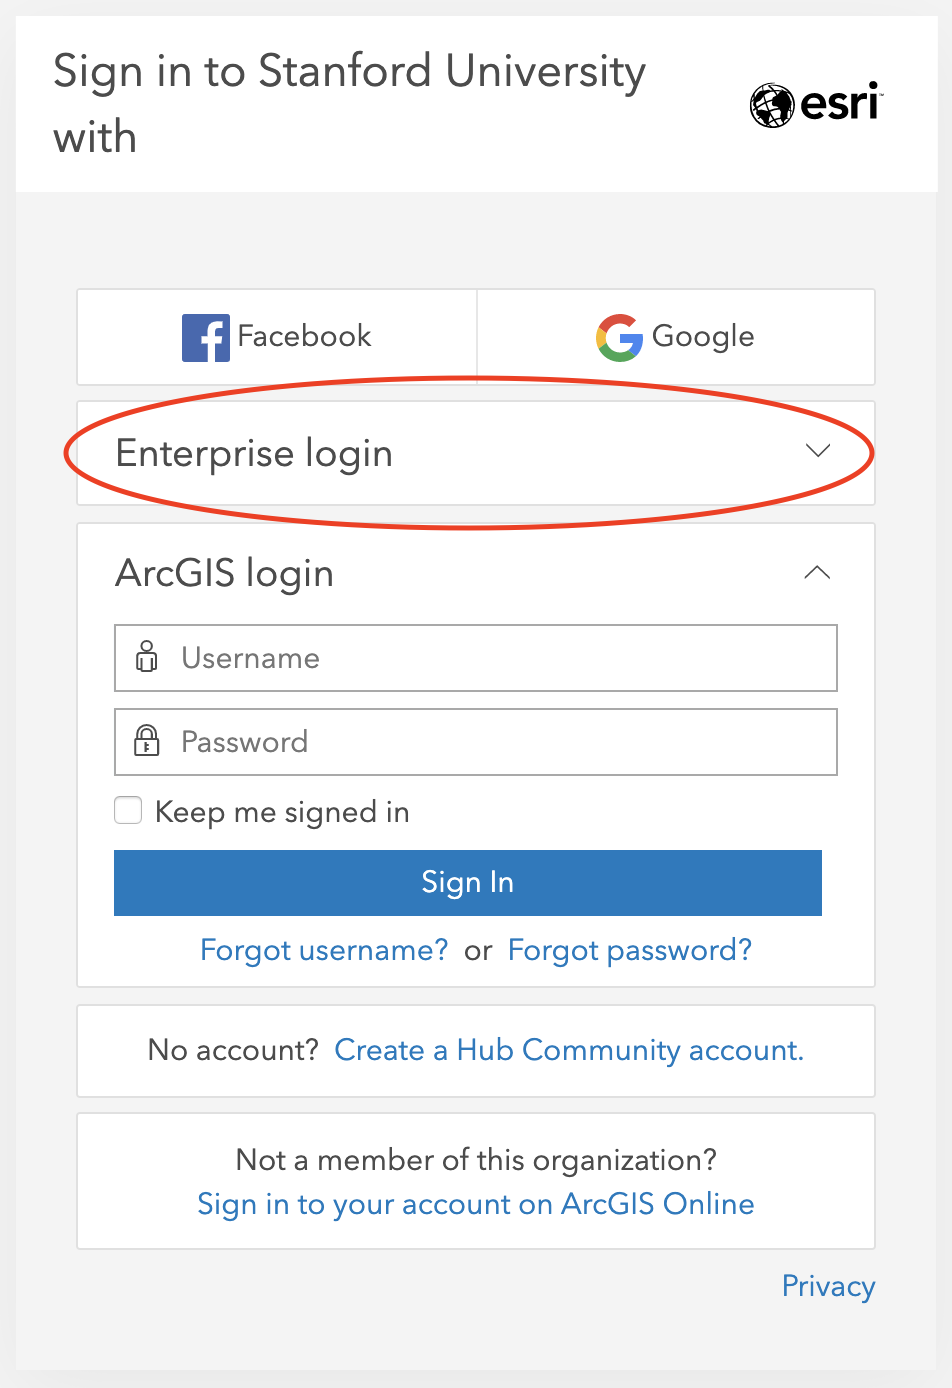 Sign in to Stanford University
with
esri
Facebook
Google
Enterprise login
ArcGIS login
Username
Password
Keep me signed in
Sign In
Forgot username? or Forgot password?
No account? Create a Hub Community account.
Not a member of this organization?
Sign in to your account on ArcGIS Online
Privacy